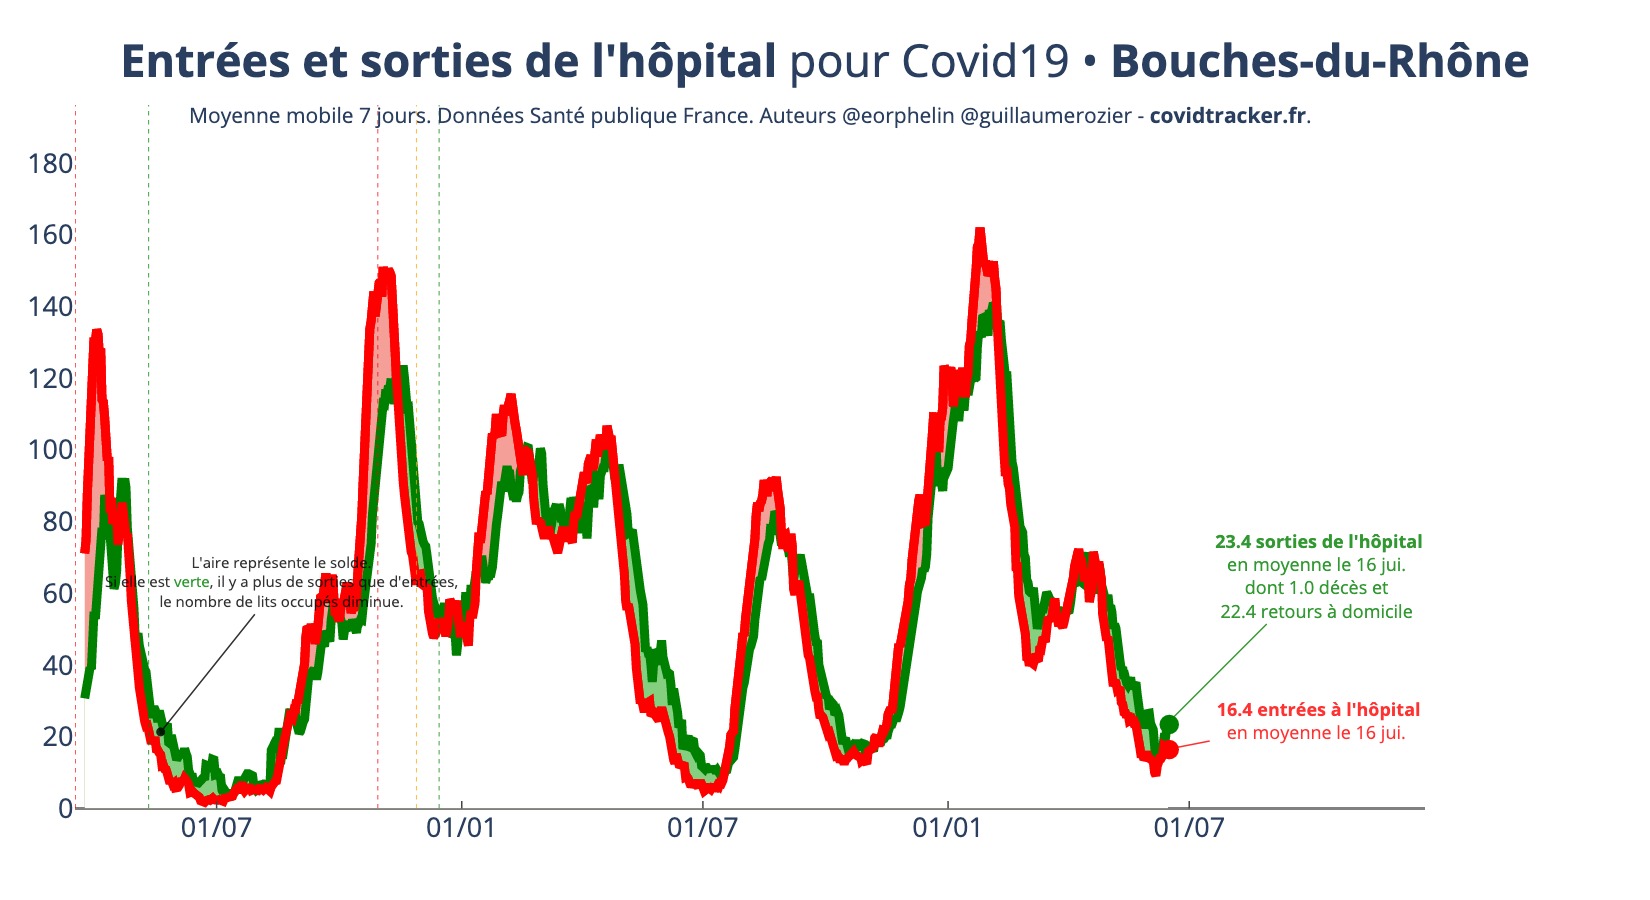 Entrées et sorties de l'hôpital pour Covid19 • Bouches-du-Rhône
Moyenne mobile 7 jours. Données Santé publique France. Auteurs @eorphelin @guillaumerozier - covidtracker.fr.
180
160
140
120
100
80
60
40
20
0
L'aire représente le solde.
Si elle est verte, il y a plus de sorties que d'entrées,
le nombre de lits occupés diminue.
23.4 sorties de l'hôpital
en moyenne le 16 jui.
dont 1.0 décès et
22.4 retours à domicile
16.4 entrées à l'hôpital
en moyenne le 16 jui.
01/07
01/01
01/07
01/01
01/07